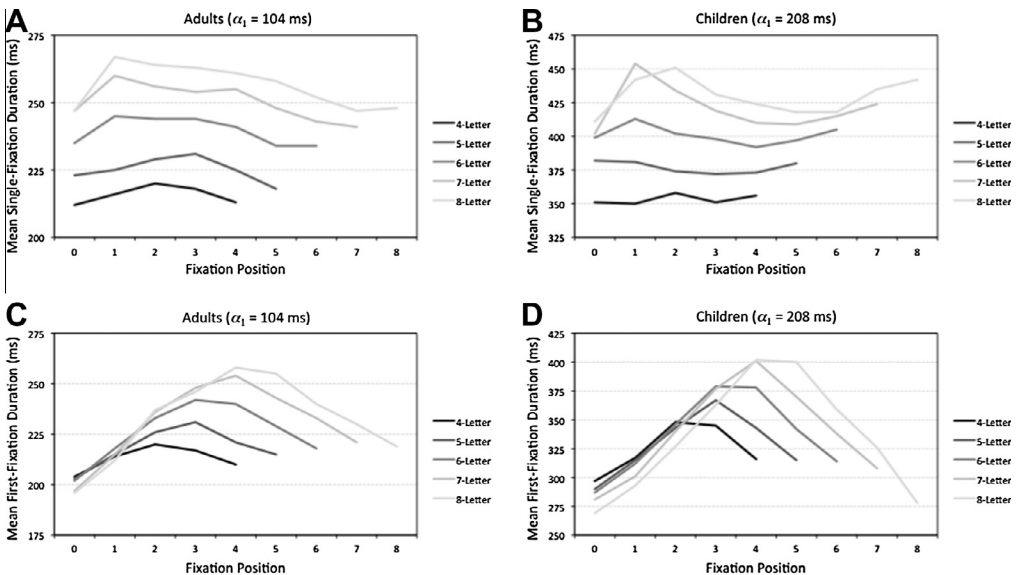 A
Adults (α1 = 104 ms)
Mean Single-Fixation Duration (ms)
275
250
225
200
0 1 2 3 4 5 6 7 8
Fixation Position
4-Letter
5-Letter
6-Letter
7-Letter
8-Letter
B
Children (α1 = 208 ms)
Mean Single-Fixation Duration (ms)
475
450
425
400
375
350
325
0 1 2 3 4 5 6 7 8
Fixation Position
4-Letter
5-Letter
6-Letter
7-Letter
8-Letter
C
Adults (α1 = 104 ms)
Mean First-Fixation Duration (ms)
275
250
225
200
175
0 1 2 3 4 5 6 7 8
Fixation Position
4-Letter
5-Letter
6-Letter
7-Letter
8-Letter
D
Children (α1 = 208 ms)
Mean First-Fixation Duration (ms)
425
400
375
350
325
300
275
250
0 1 2 3 4 5 6 7 8
Fixation Position
4-Letter
5-Letter
6-Letter
7-Letter
8-Letter